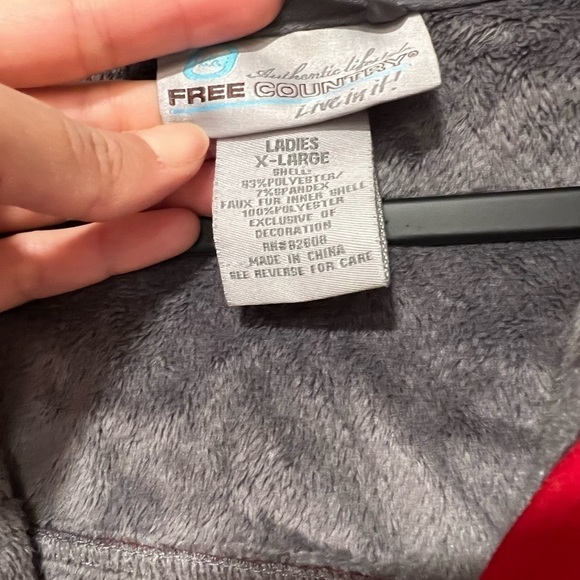 Authentic
FREE COUNTRY®
LIVE in it!
LADIES
X-LARGE
SHELL:
93%POLYESTER/
7%SPANDEX
FAUX FUR INNER SHELL
100%POLYESTER
EXCLUSIVE OF
DECORATION
RN#82608
MADE IN CHINA
SEE REVERSE FOR CARE